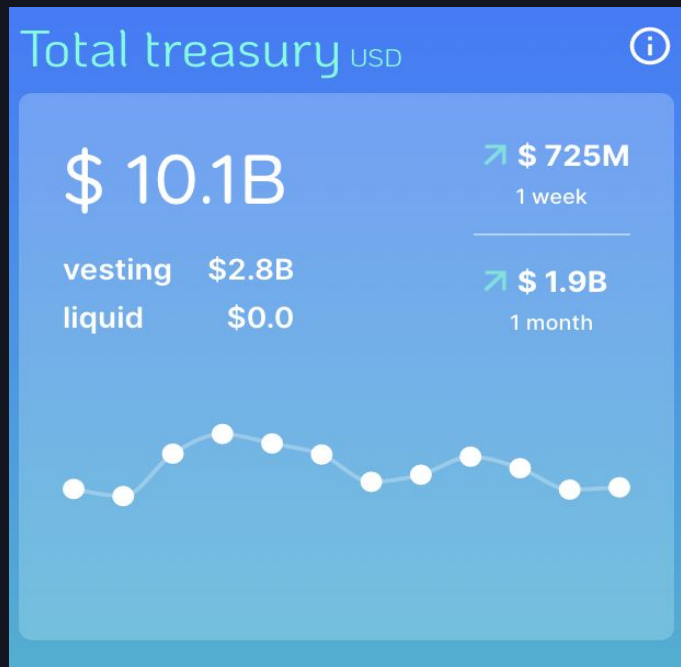 Total treasury USD
$ 10.1B
vesting $2.8B
liquid $0.0
$ 725M
1 week
$ 1.9B
1 month